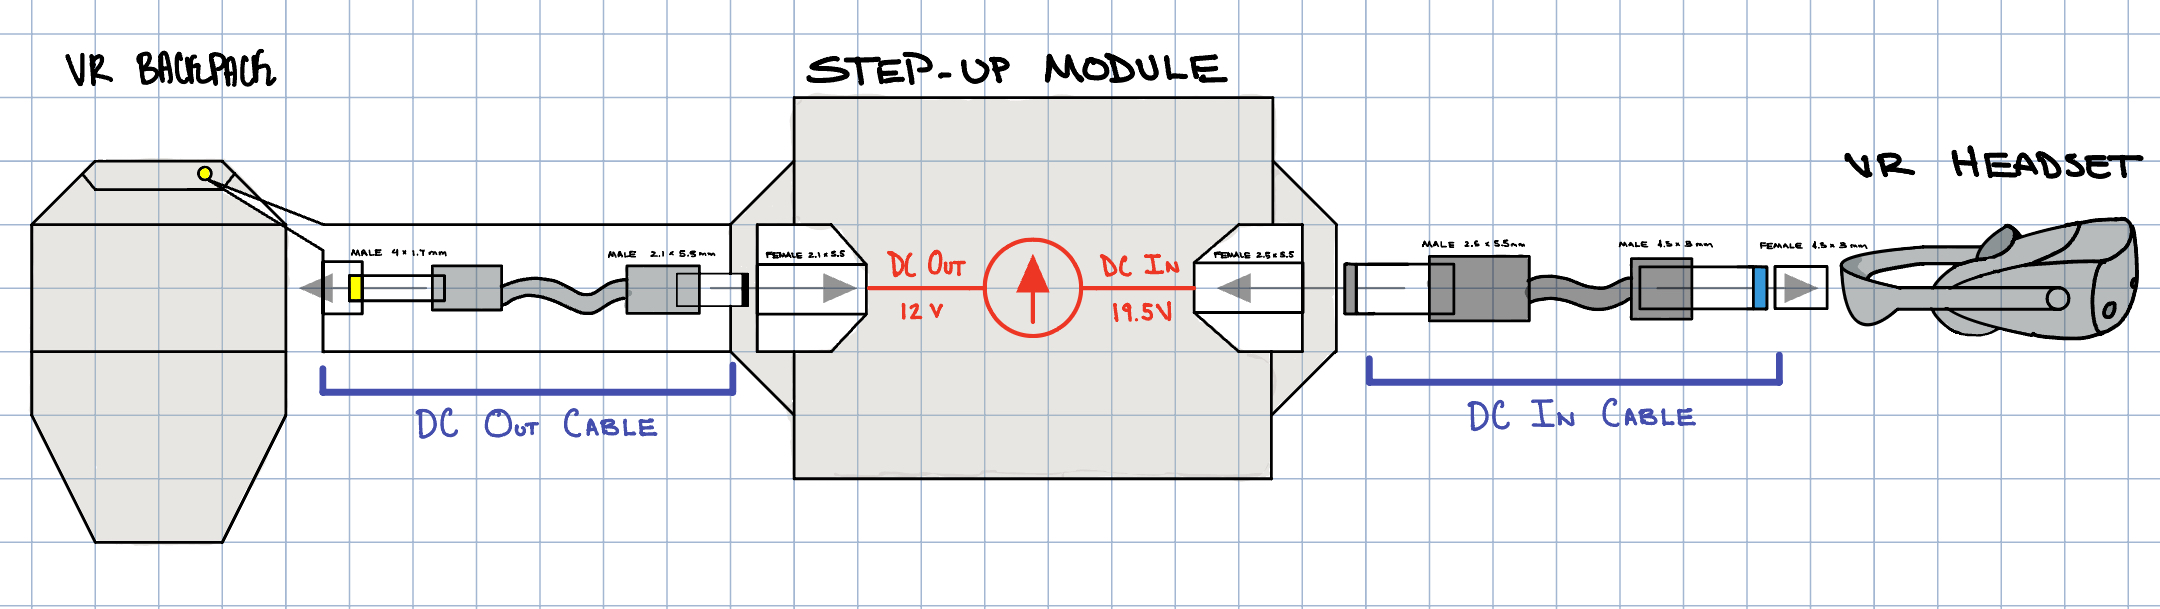 VR BACKPACK
STEP-UP MODULE
VR HEADSET
MALE 4 x 1.7 mm
MALE 2.1 x 5.5 mm
FEMALE 2.1 x 5.5
DC OUT
12 V
DC IN
19.5V
FEMALE 2.5 x 5.5
MALE 2.5 x 5.5mm
MALE 4.5 x 3 mm
FEMALE 4.5 x 3 mm
DC OUT CABLE
DC IN CABLE